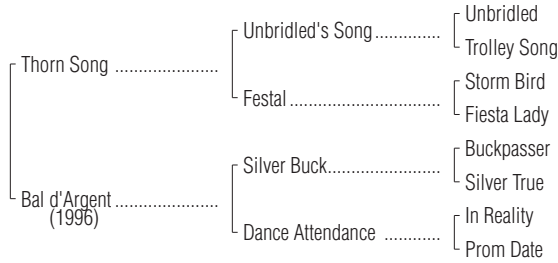 Unbridled
Unbridled's Song..............
Trolley Song
Thorn Song ......................
Storm Bird
Festal ................................
Fiesta Lady
Buckpasser
Silver Buck........................
Silver True
Bal d'Argent ......................
(1996)
In Reality
Dance Attendance ............
Prom Date